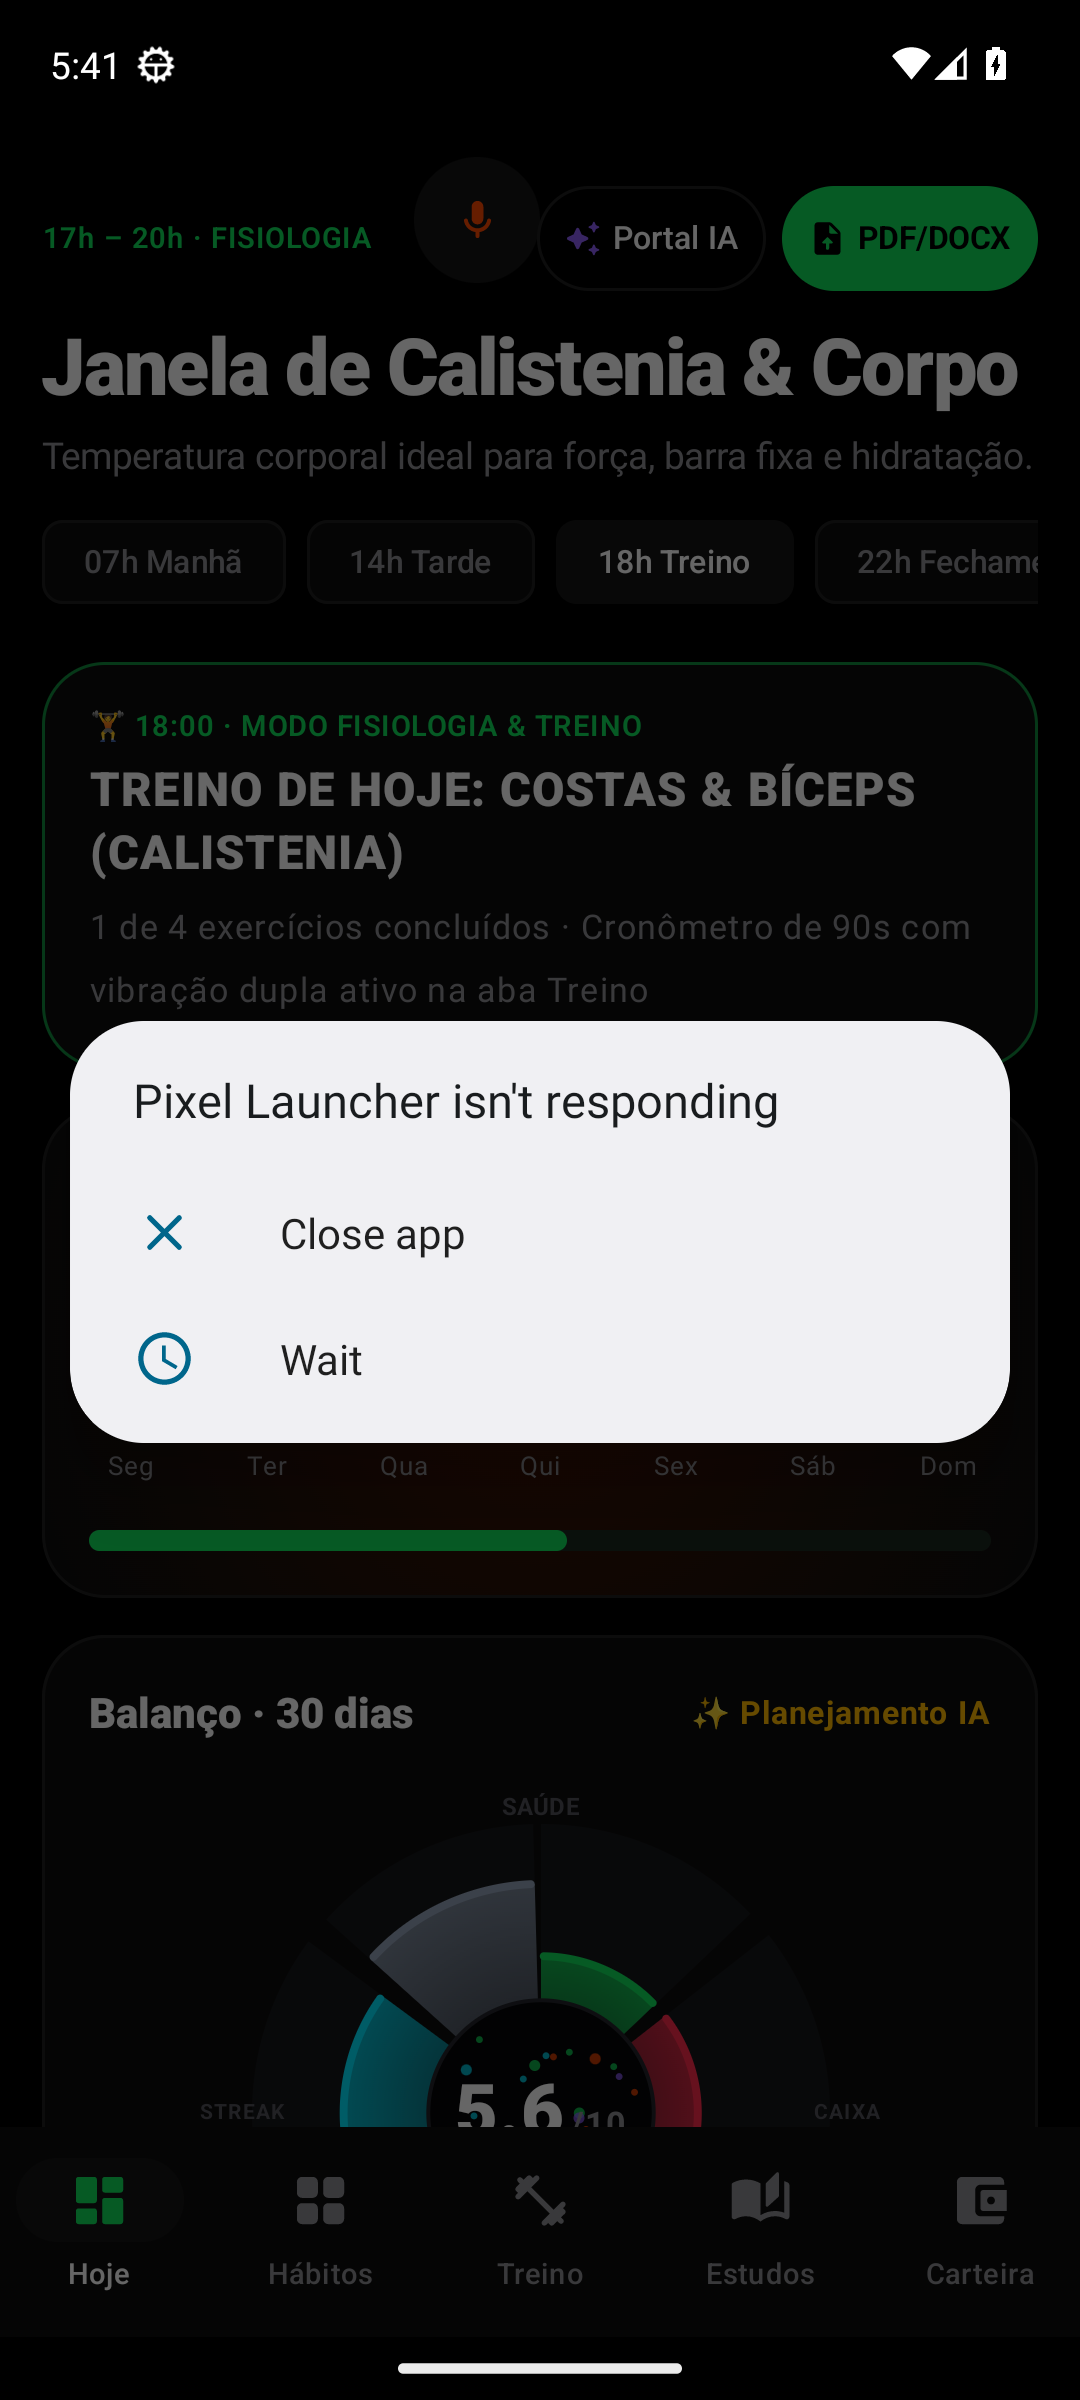 5:41
17h – 20h · FISIOLOGIA
Portal IA
PDF/DOCX
Janela de Calistenia & Corpo
Temperatura corporal ideal para força, barra fixa e hidratação.
07h Manhã
14h Tarde
18h Treino
22h Fechame
18:00 · MODO FISIOLOGIA & TREINO
TREINO DE HOJE: COSTAS & BÍCEPS
(CALISTENIA)
1 de 4 exercícios concluídos · Cronômetro de 90s com
vibração dupla ativo na aba Treino
Pixel Launcher isn't responding
Close app
Wait
Seg Ter Qua Qui Sex Sáb Dom
Balanço · 30 dias
✨ Planejamento IA
SAÚDE
STREAK
CAIXA
5.6 /10
Hoje
Hábitos
Treino
Estudos
Carteira